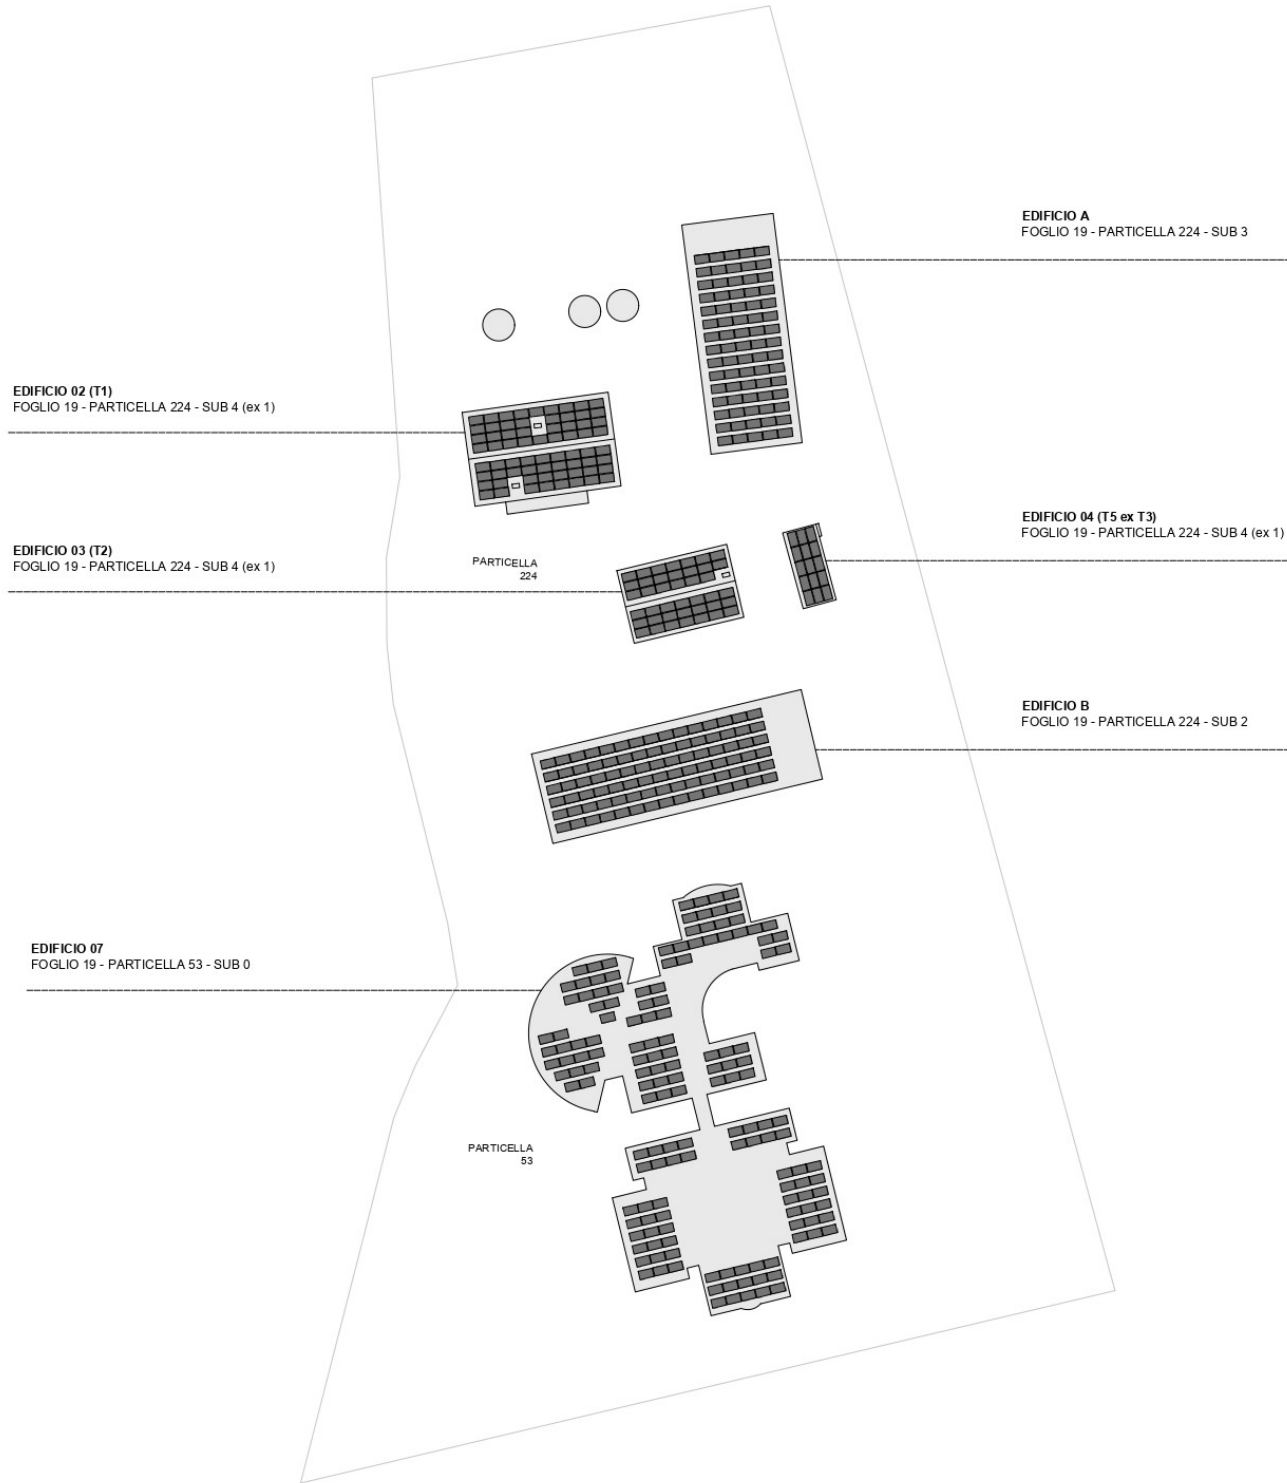 EDIFICIO A
FOGLIO 19 - PARTICELLA 224 - SUB 3
EDIFICIO 02 (T1)
FOGLIO 19 - PARTICELLA 224 - SUB 4 (ex 1)
EDIFICIO 04 (T5 ex T3)
FOGLIO 19 - PARTICELLA 224 - SUB 4 (ex 1)
EDIFICIO 03 (T2)
FOGLIO 19 - PARTICELLA 224 - SUB 4 (ex 1)
PARTICELLA
224
EDIFICIO B
FOGLIO 19 - PARTICELLA 224 - SUB 2
EDIFICIO 07
FOGLIO 19 - PARTICELLA 53 - SUB 0
PARTICELLA
53